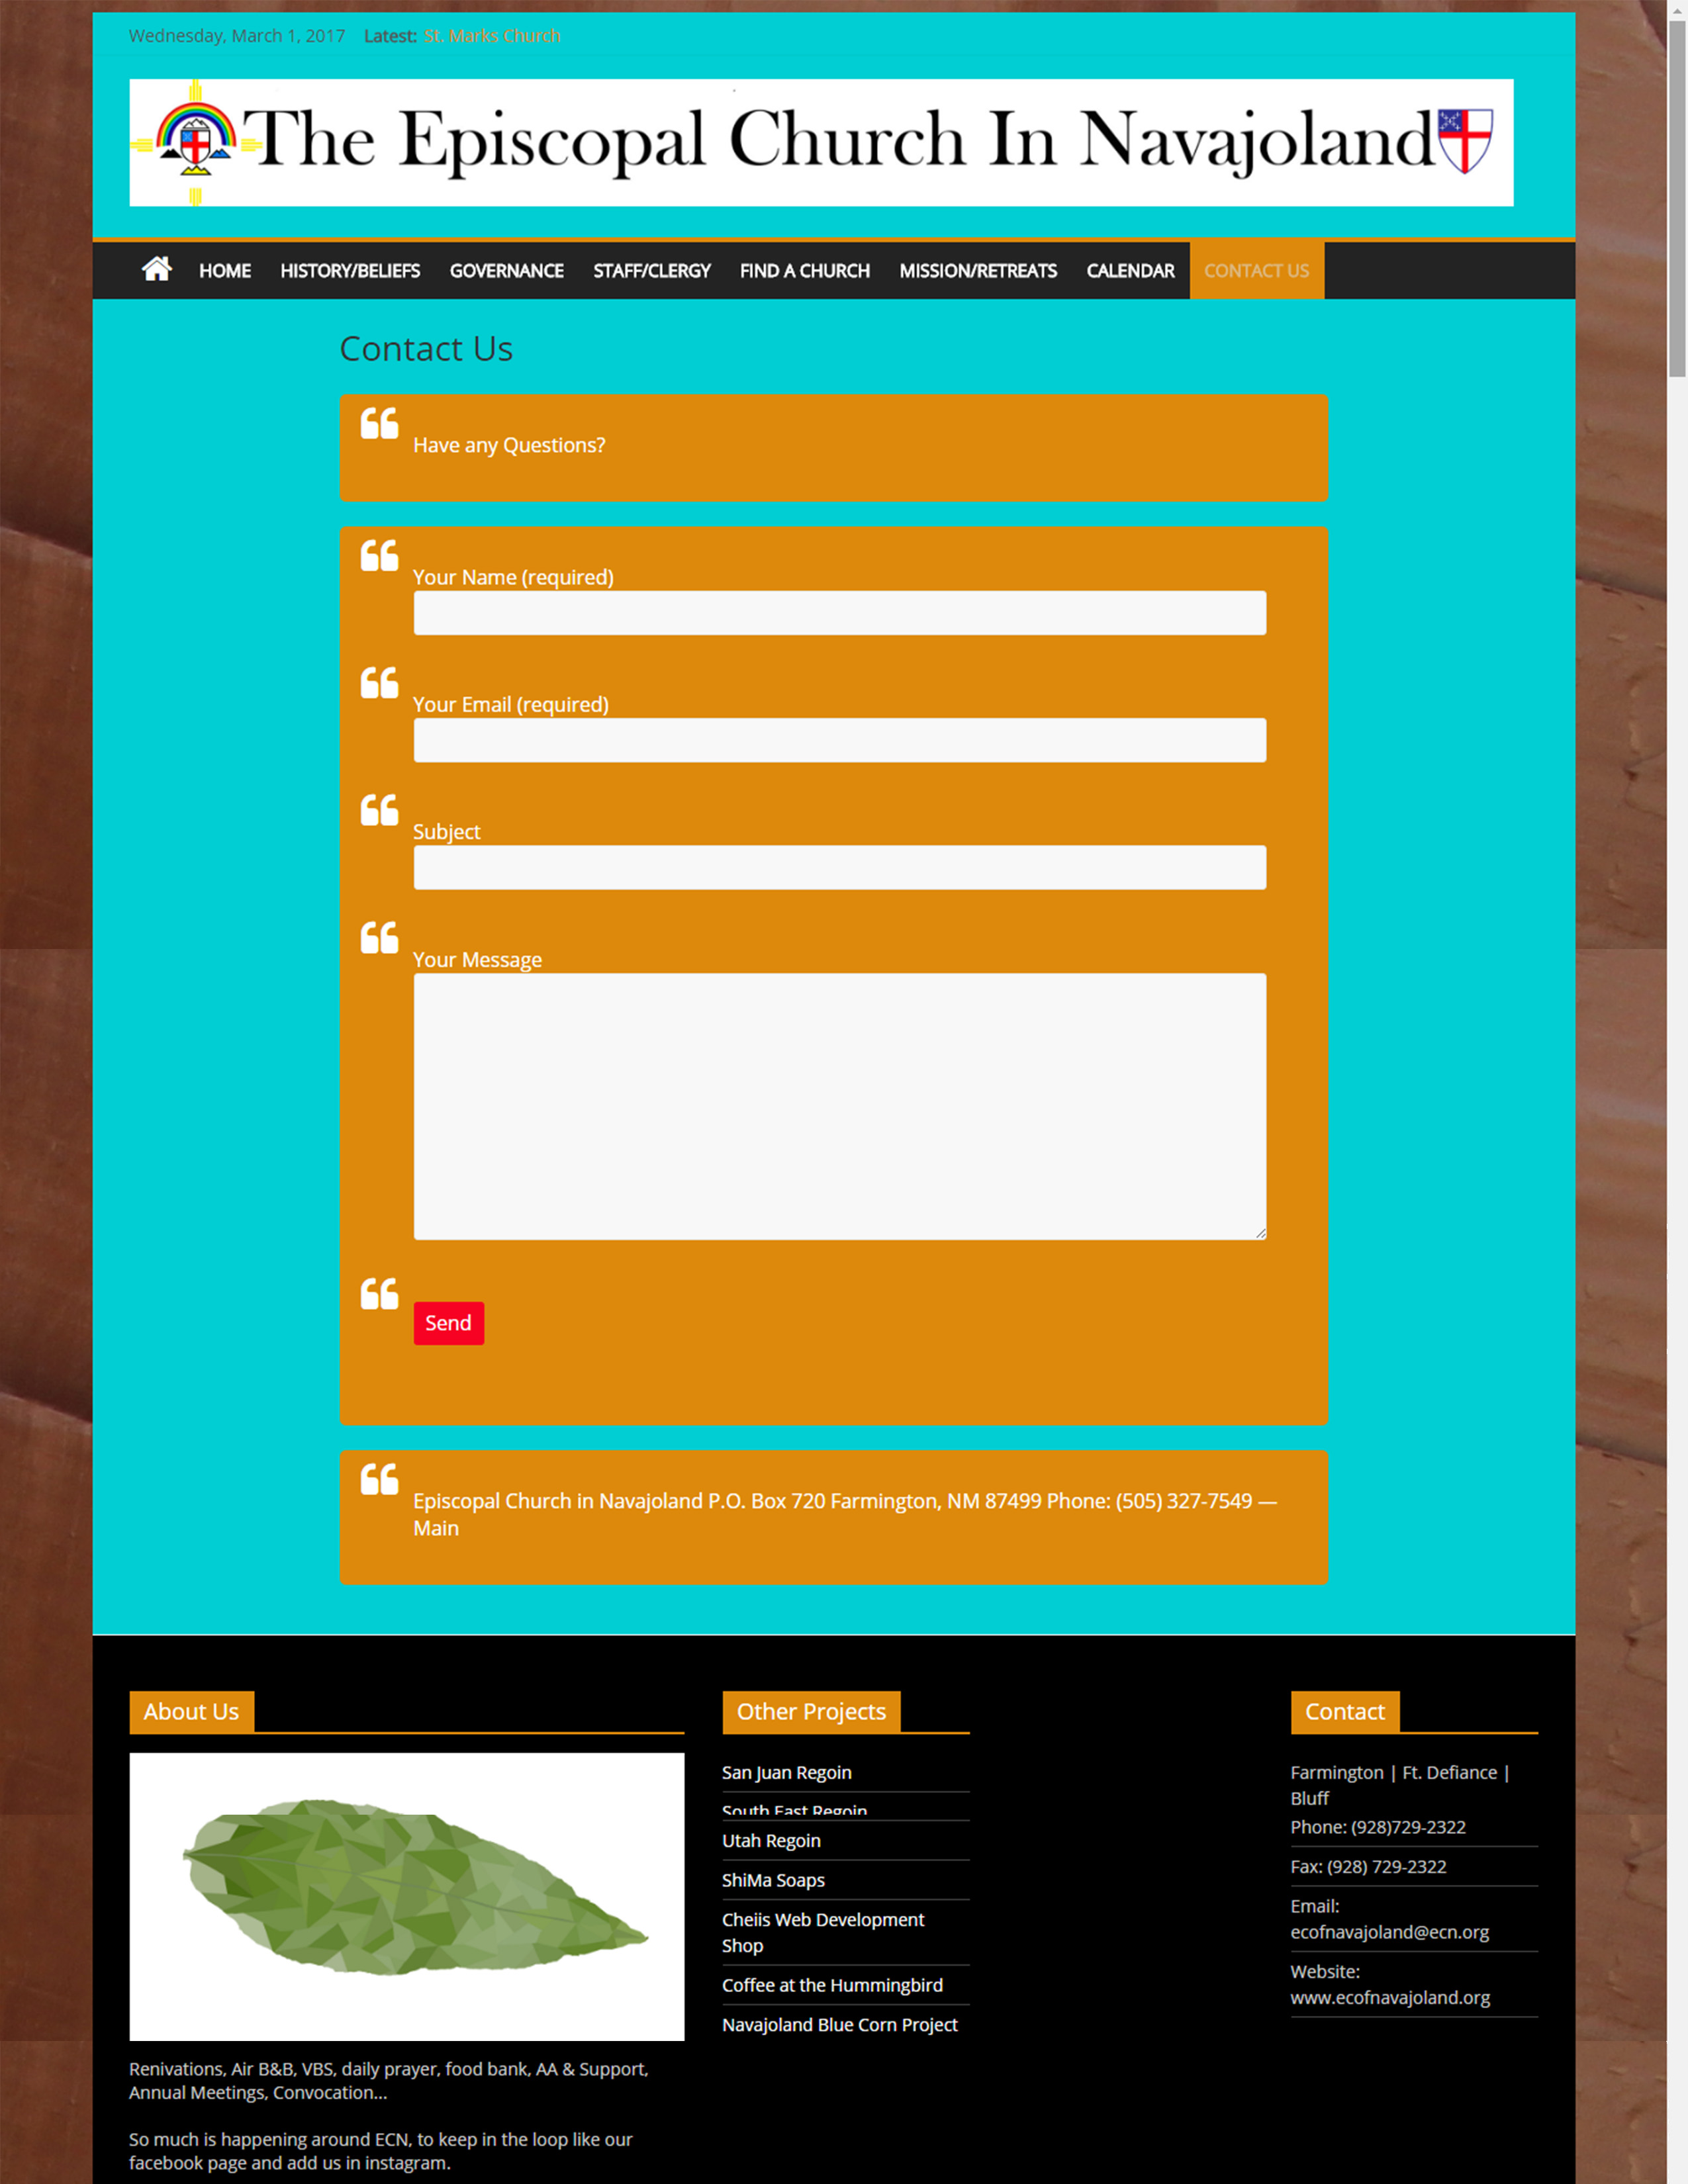 Wednesday, March 1, 2017 Latest: St. Marks Church
The Episcopal Church In Navajoland
HOME HISTORY/BELIEFS GOVERNANCE STAFF/CLERGY FIND A CHURCH MISSION/RETREATS CALENDAR CONTACT US
Contact Us
Have any Questions?
Your Name (required)
Your Email (required)
Subject
Your Message
Send
Episcopal Church in Navajoland P.O. Box 720 Farmington, NM 87499 Phone: (505) 327-7549 —
Main
About Us
Renivations, Air B&B, VBS, daily prayer, food bank, AA & Support,
Annual Meetings, Convocation...
So much is happening around ECN, to keep in the loop like our
facebook page and add us in instagram.
Other Projects
San Juan Regoin
South East Regoin
Utah Regoin
ShiMa Soaps
Cheiis Web Development
Shop
Coffee at the Hummingbird
Navajoland Blue Corn Project
Contact
Farmington | Ft. Defiance |
Bluff
Phone: (928)729-2322
Fax: (928) 729-2322
Email:
ecofnavajoland@ecn.org
Website:
www.ecofnavajoland.org